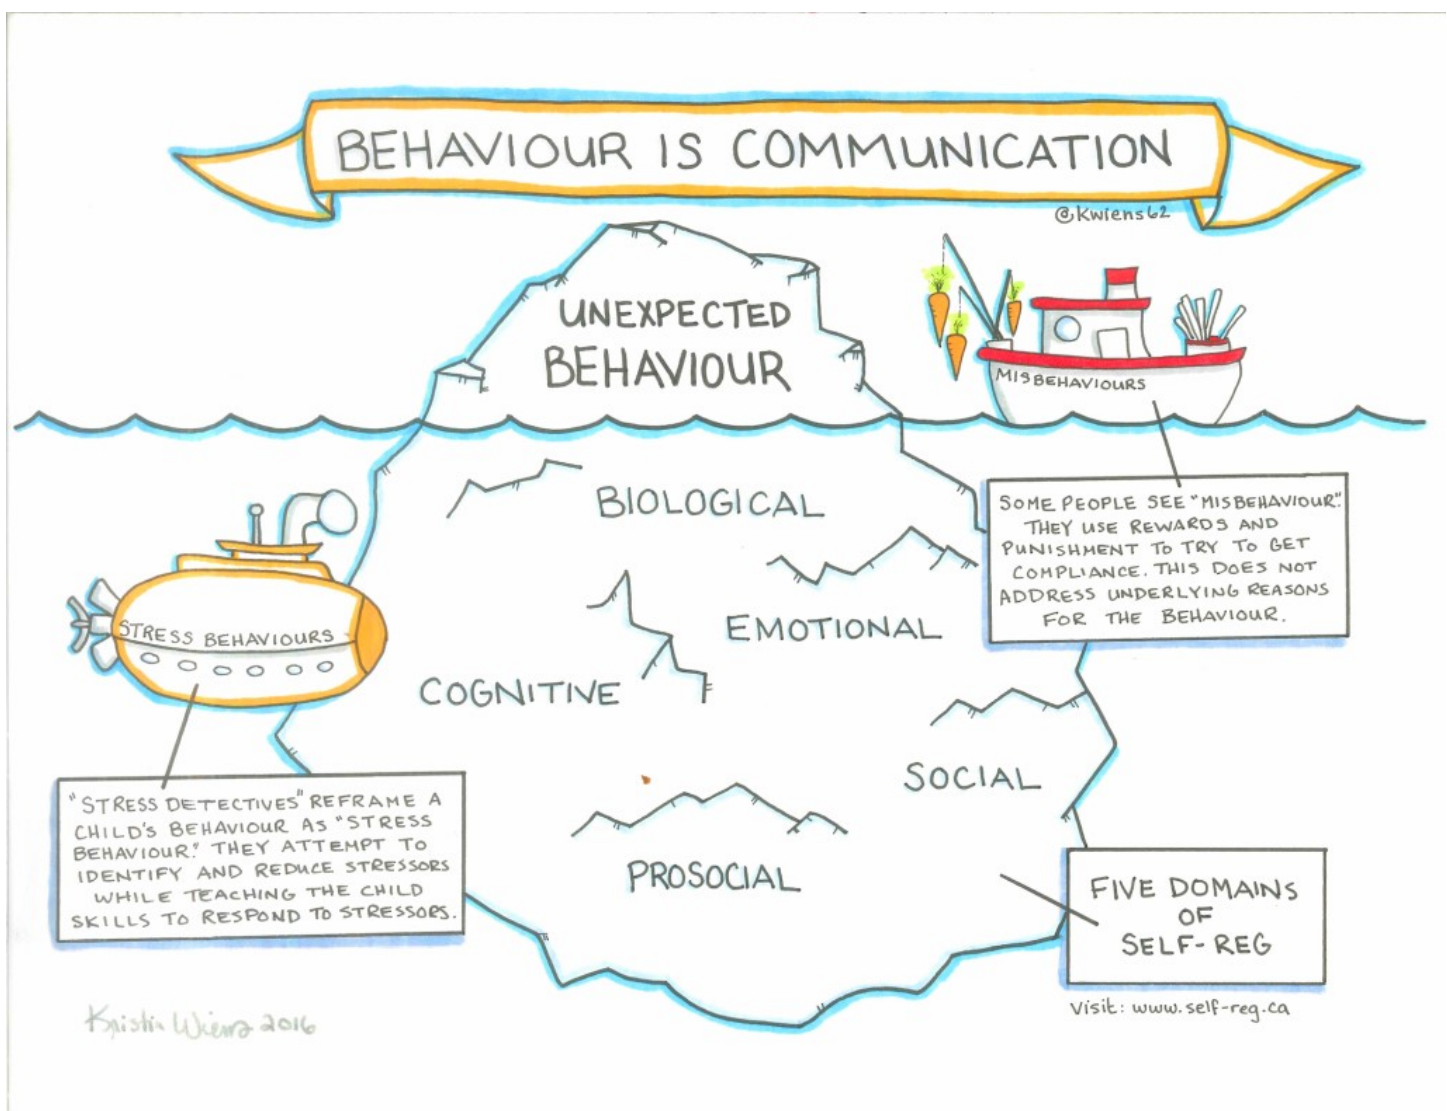 BEHAVIOUR IS COMMUNICATION
@kwiens62
UNEXPECTED
BEHAVIOUR
MISBEHAVIOURS
BIOLOGICAL
SOME PEOPLE SEE "MISBEHAVIOUR".
THEY USE REWARDS AND
PUNISHMENT TO TRY TO GET
COMPLIANCE. THIS DOES NOT
ADDRESS UNDERLYING REASONS
FOR THE BEHAVIOUR.
EMOTIONAL
STRESS BEHAVIOURS
COGNITIVE
SOCIAL
"STRESS DETECTIVES" REFRAME A
CHILD'S BEHAVIOUR AS "STRESS
BEHAVIOUR." THEY ATTEMPT TO
IDENTIFY AND REDUCE STRESSORS
WHILE TEACHING THE CHILD
SKILLS TO RESPOND TO STRESSORS.
PROSOCIAL
FIVE DOMAINS
OF
SELF-REG
Visit: www.self-reg.ca
Kristin Wiens 2016